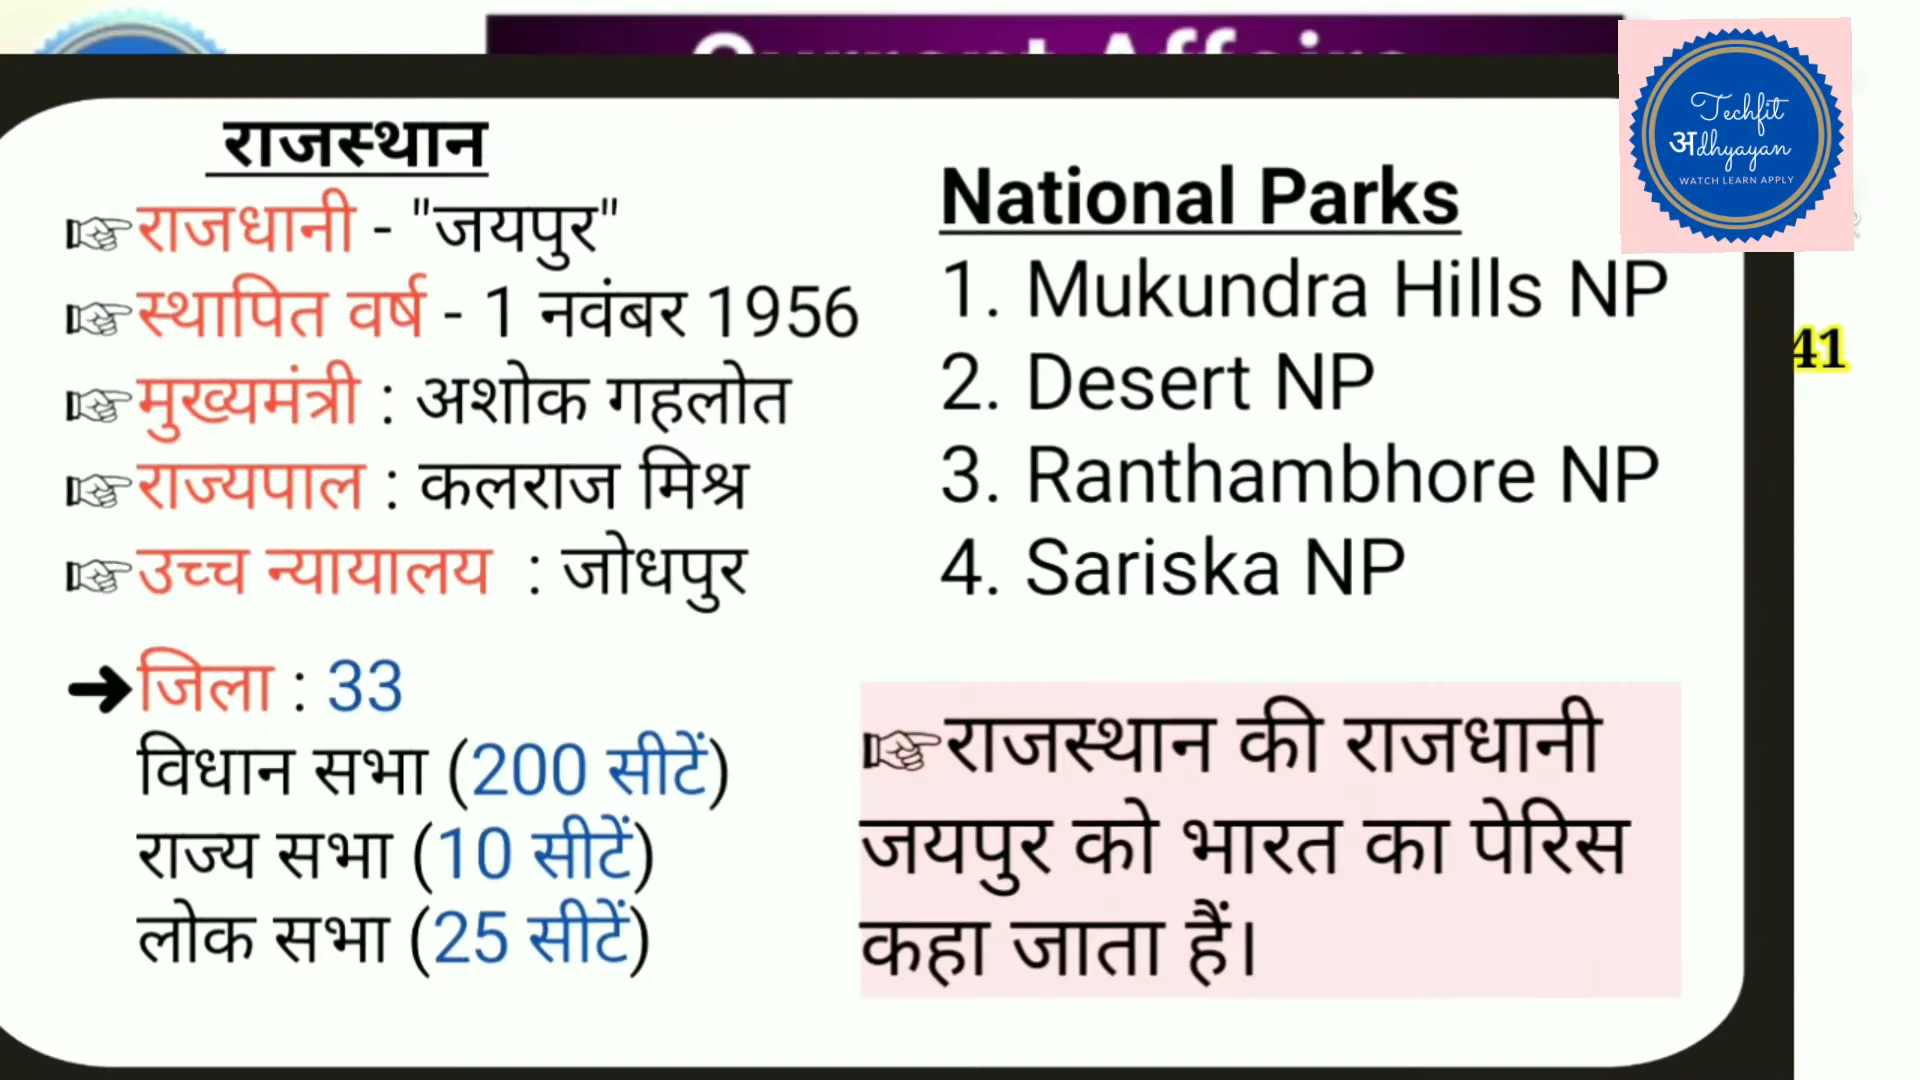 Current Affairs
Techfit
अdhyayan
WATCH LEARN APPLY
राजस्थान
राजधानी - "जयपुर"
स्थापित वर्ष - 1 नवंबर 1956
मुख्यमंत्री : अशोक गहलोत
राज्यपाल : कलराज मिश्र
उच्च न्यायालय : जोधपुर
जिला : 33
विधान सभा (200 सीटें)
राज्य सभा (10 सीटें)
लोक सभा (25 सीटें)
National Parks
1. Mukundra Hills NP
2. Desert NP
3. Ranthambhore NP
4. Sariska NP
41
राजस्थान की राजधानी
जयपुर को भारत का पेरिस
कहा जाता हैं।